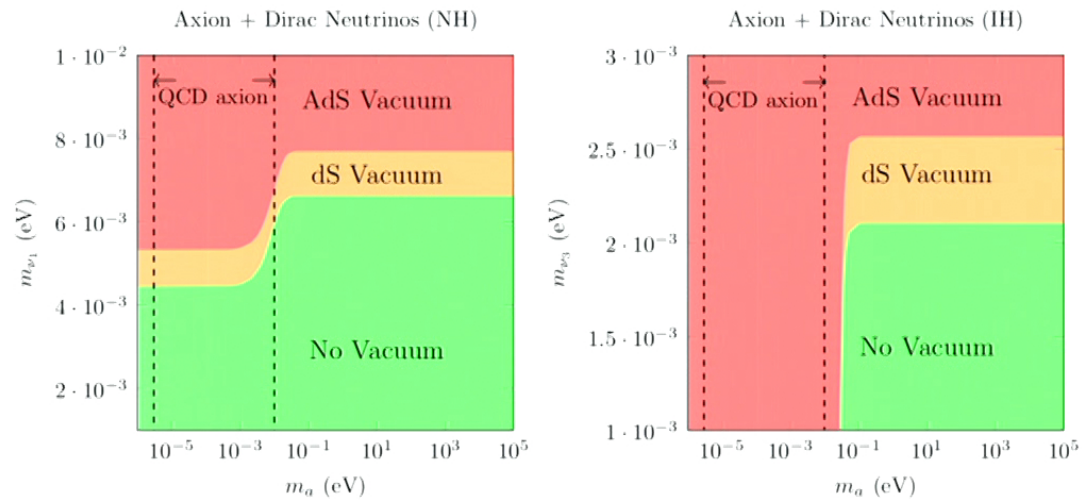 Axion + Dirac Neutrinos (NH)
1 · 10⁻²
8 · 10⁻³
6 · 10⁻³
4 · 10⁻³
2 · 10⁻³
m_ν₁ (eV)
QCD axion
AdS Vacuum
dS Vacuum
No Vacuum
10⁻⁵ 10⁻³ 10⁻¹ 10¹ 10³ 10⁵
m_a (eV)
Axion + Dirac Neutrinos (IH)
3 · 10⁻³
2.5 · 10⁻³
2 · 10⁻³
1.5 · 10⁻³
1 · 10⁻³
m_ν₃ (eV)
QCD axion
AdS Vacuum
dS Vacuum
No Vacuum
10⁻⁵ 10⁻³ 10⁻¹ 10¹ 10³ 10⁵
m_a (eV)